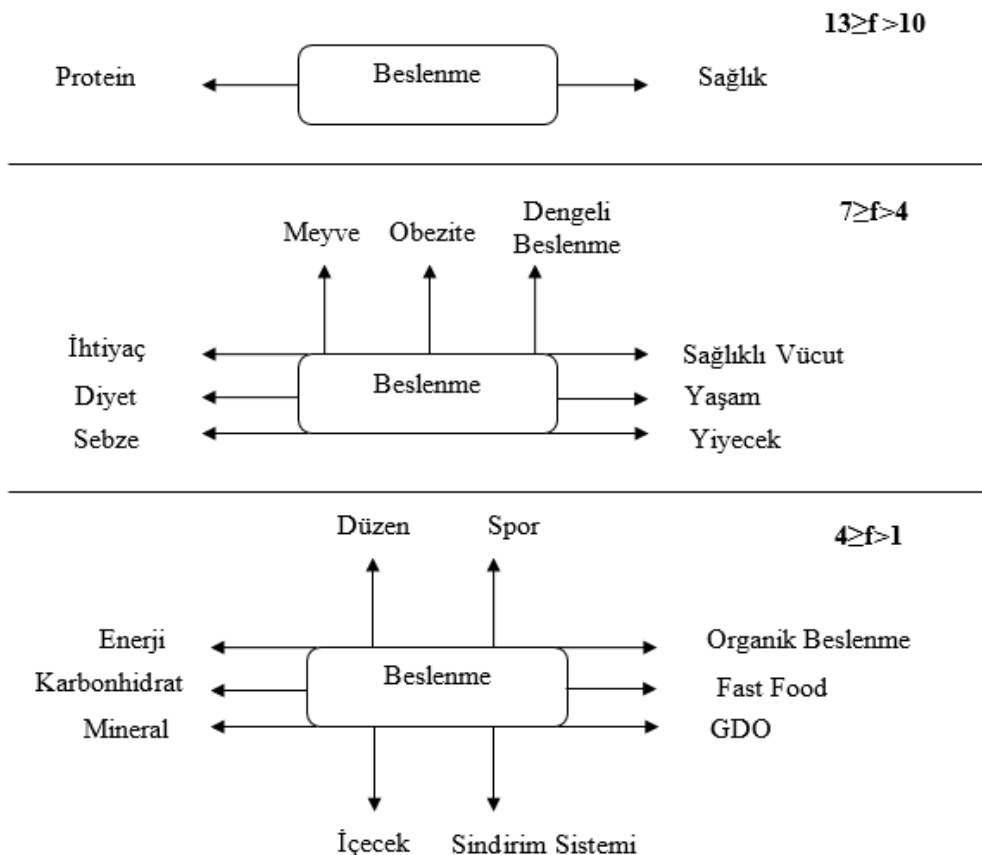 13≥f >10
Protein
Beslenme
Sağlık
7≥f>4
Meyve
Obezite
Dengeli
Beslenme
İhtiyaç
Diyet
Sebze
Beslenme
Sağlıklı Vücut
Yaşam
Yiyecek
4≥f>1
Düzen
Spor
Enerji
Karbonhidrat
Mineral
Beslenme
Organik Beslenme
Fast Food
GDO
İçecek
Sindirim Sistemi